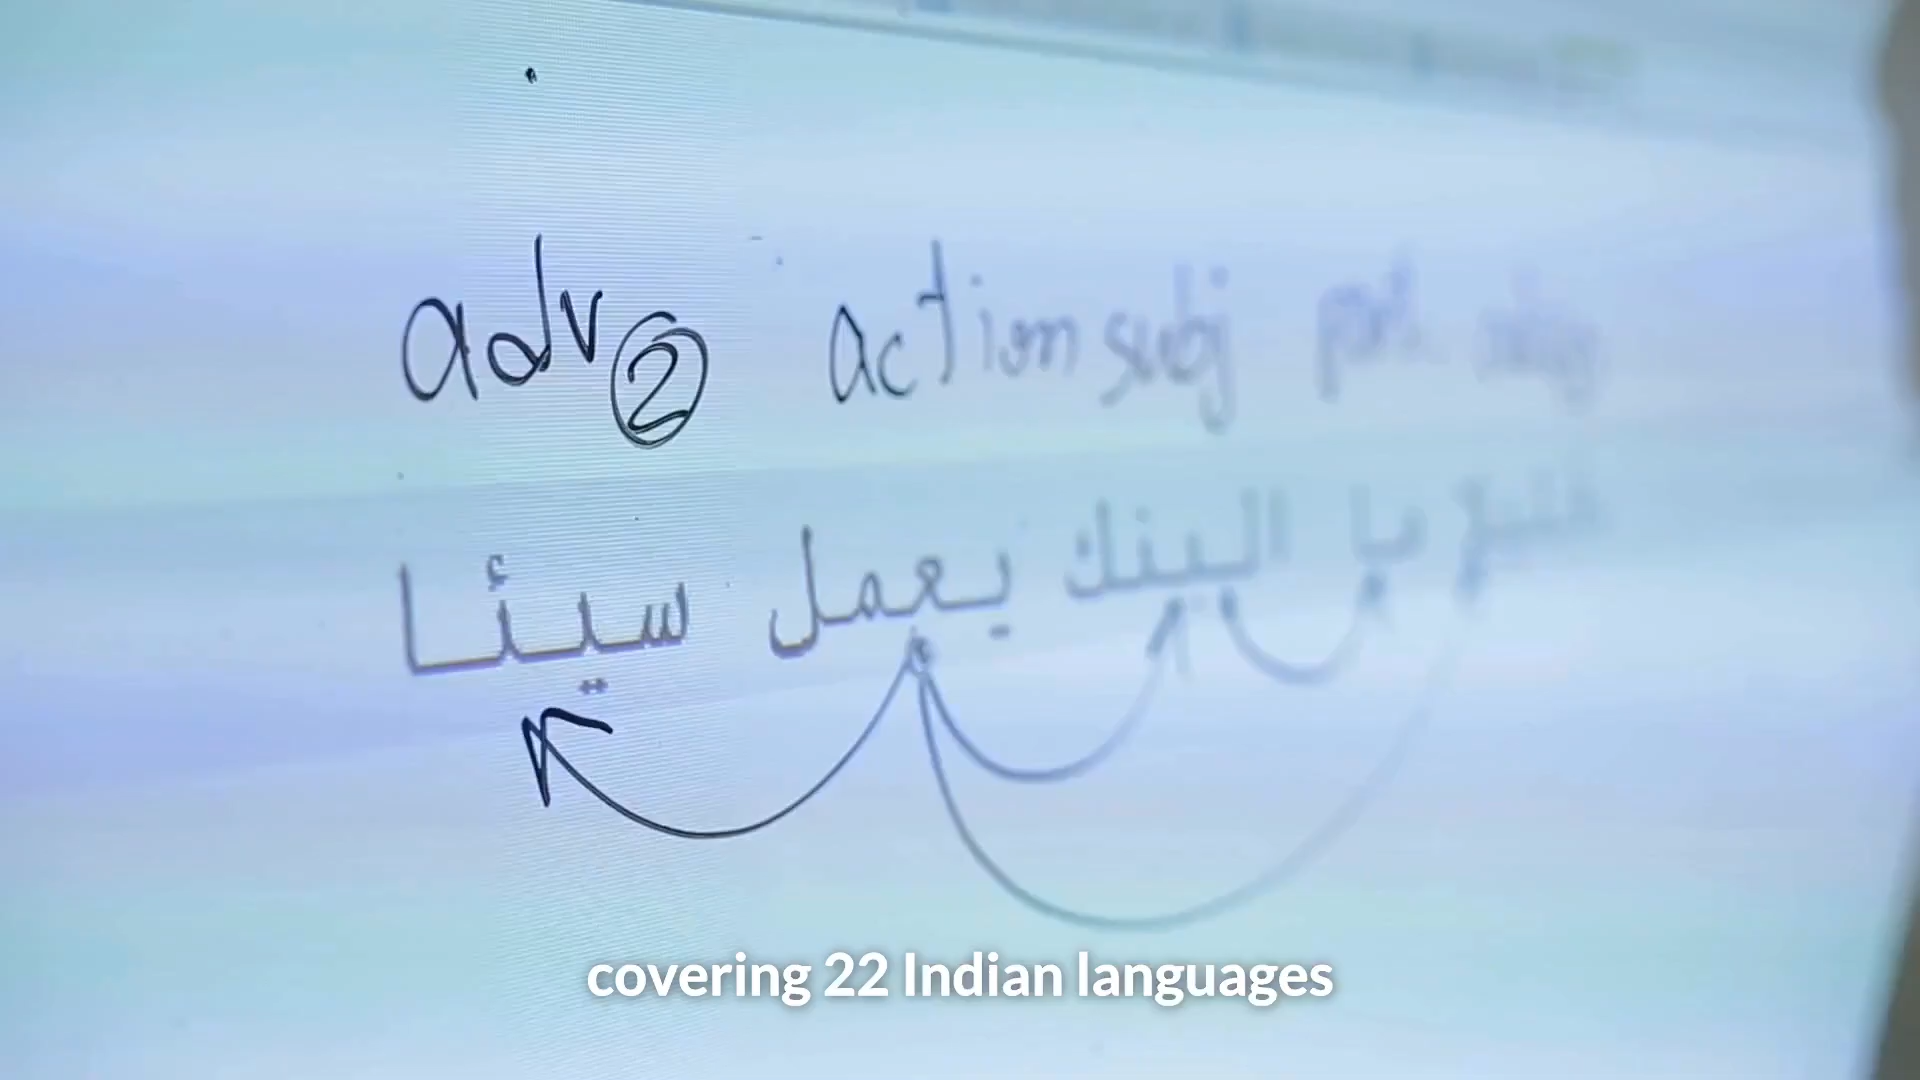 adv ② action subj
البنك يعمل سيئا
covering 22 Indian languages